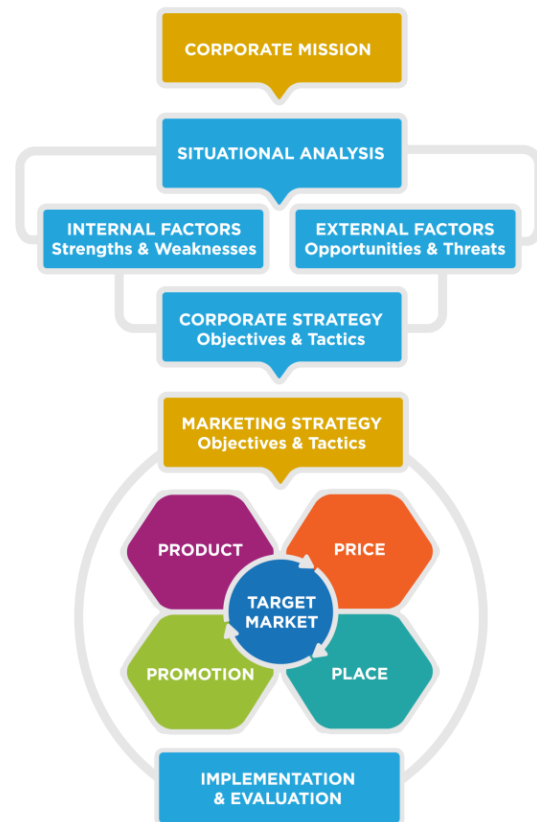 CORPORATE MISSION
SITUATIONAL ANALYSIS
INTERNAL FACTORS
Strengths & Weaknesses
EXTERNAL FACTORS
Opportunities & Threats
CORPORATE STRATEGY
Objectives & Tactics
MARKETING STRATEGY
Objectives & Tactics
PRODUCT
PRICE
TARGET
MARKET
PROMOTION
PLACE
IMPLEMENTATION
& EVALUATION